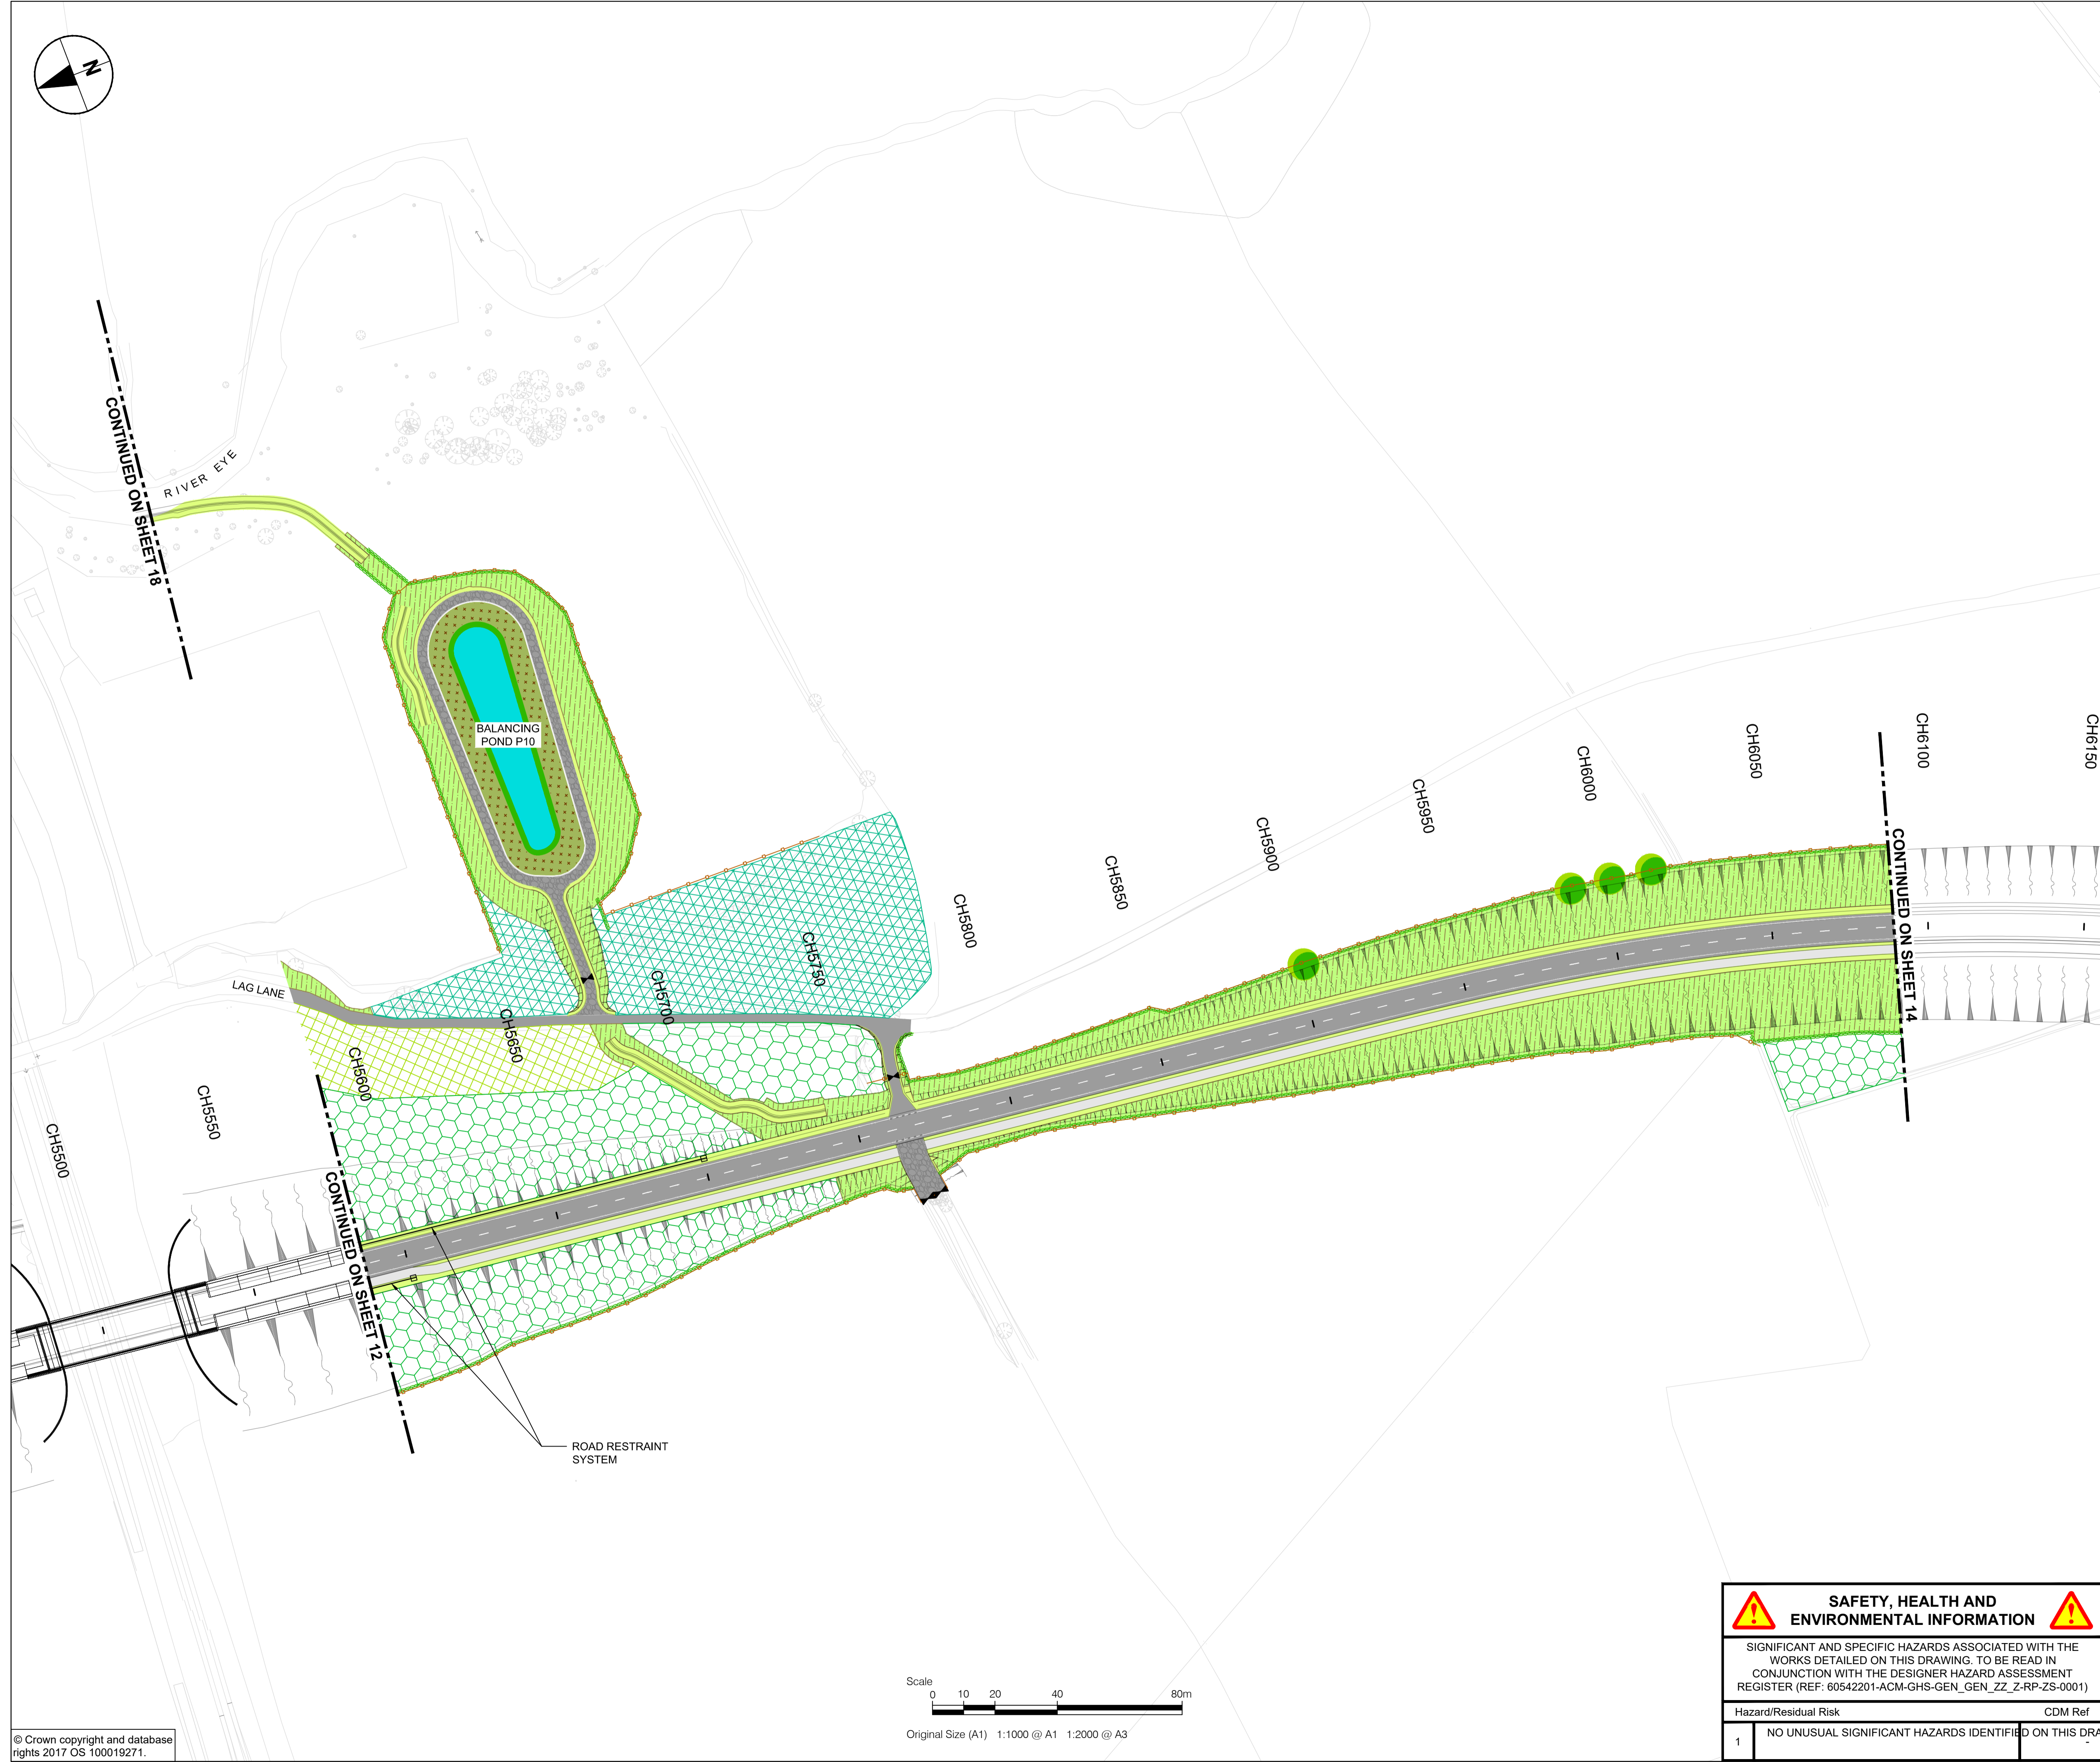 N
CONTINUED ON SHEET 18
RIVER EYE
BALANCING
POND P10
LAG LANE
CH5500
CH5550
CH5600
CH5650
CH5700
CH5750
CH5800
CH5850
CH5900
CH5950
CH6000
CH6050
CH6100
CH6150
CONTINUED ON SHEET 14
CONTINUED ON SHEET 12
ROAD RESTRAINT
SYSTEM
Scale
0 10 20 40 80m
Original Size (A1) 1:1000 @ A1 1:2000 @ A3
© Crown copyright and database
rights 2017 OS 100019271.
SAFETY, HEALTH AND
ENVIRONMENTAL INFORMATION
SIGNIFICANT AND SPECIFIC HAZARDS ASSOCIATED WITH THE
WORKS DETAILED ON THIS DRAWING. TO BE READ IN
CONJUNCTION WITH THE DESIGNER HAZARD ASSESSMENT
REGISTER (REF: 60542201-ACM-GHS-GEN_GEN_ZZ_Z-RP-ZS-0001)
Hazard/Residual Risk CDM Ref
1 NO UNUSUAL SIGNIFICANT HAZARDS IDENTIFIED ON THIS DRA
-